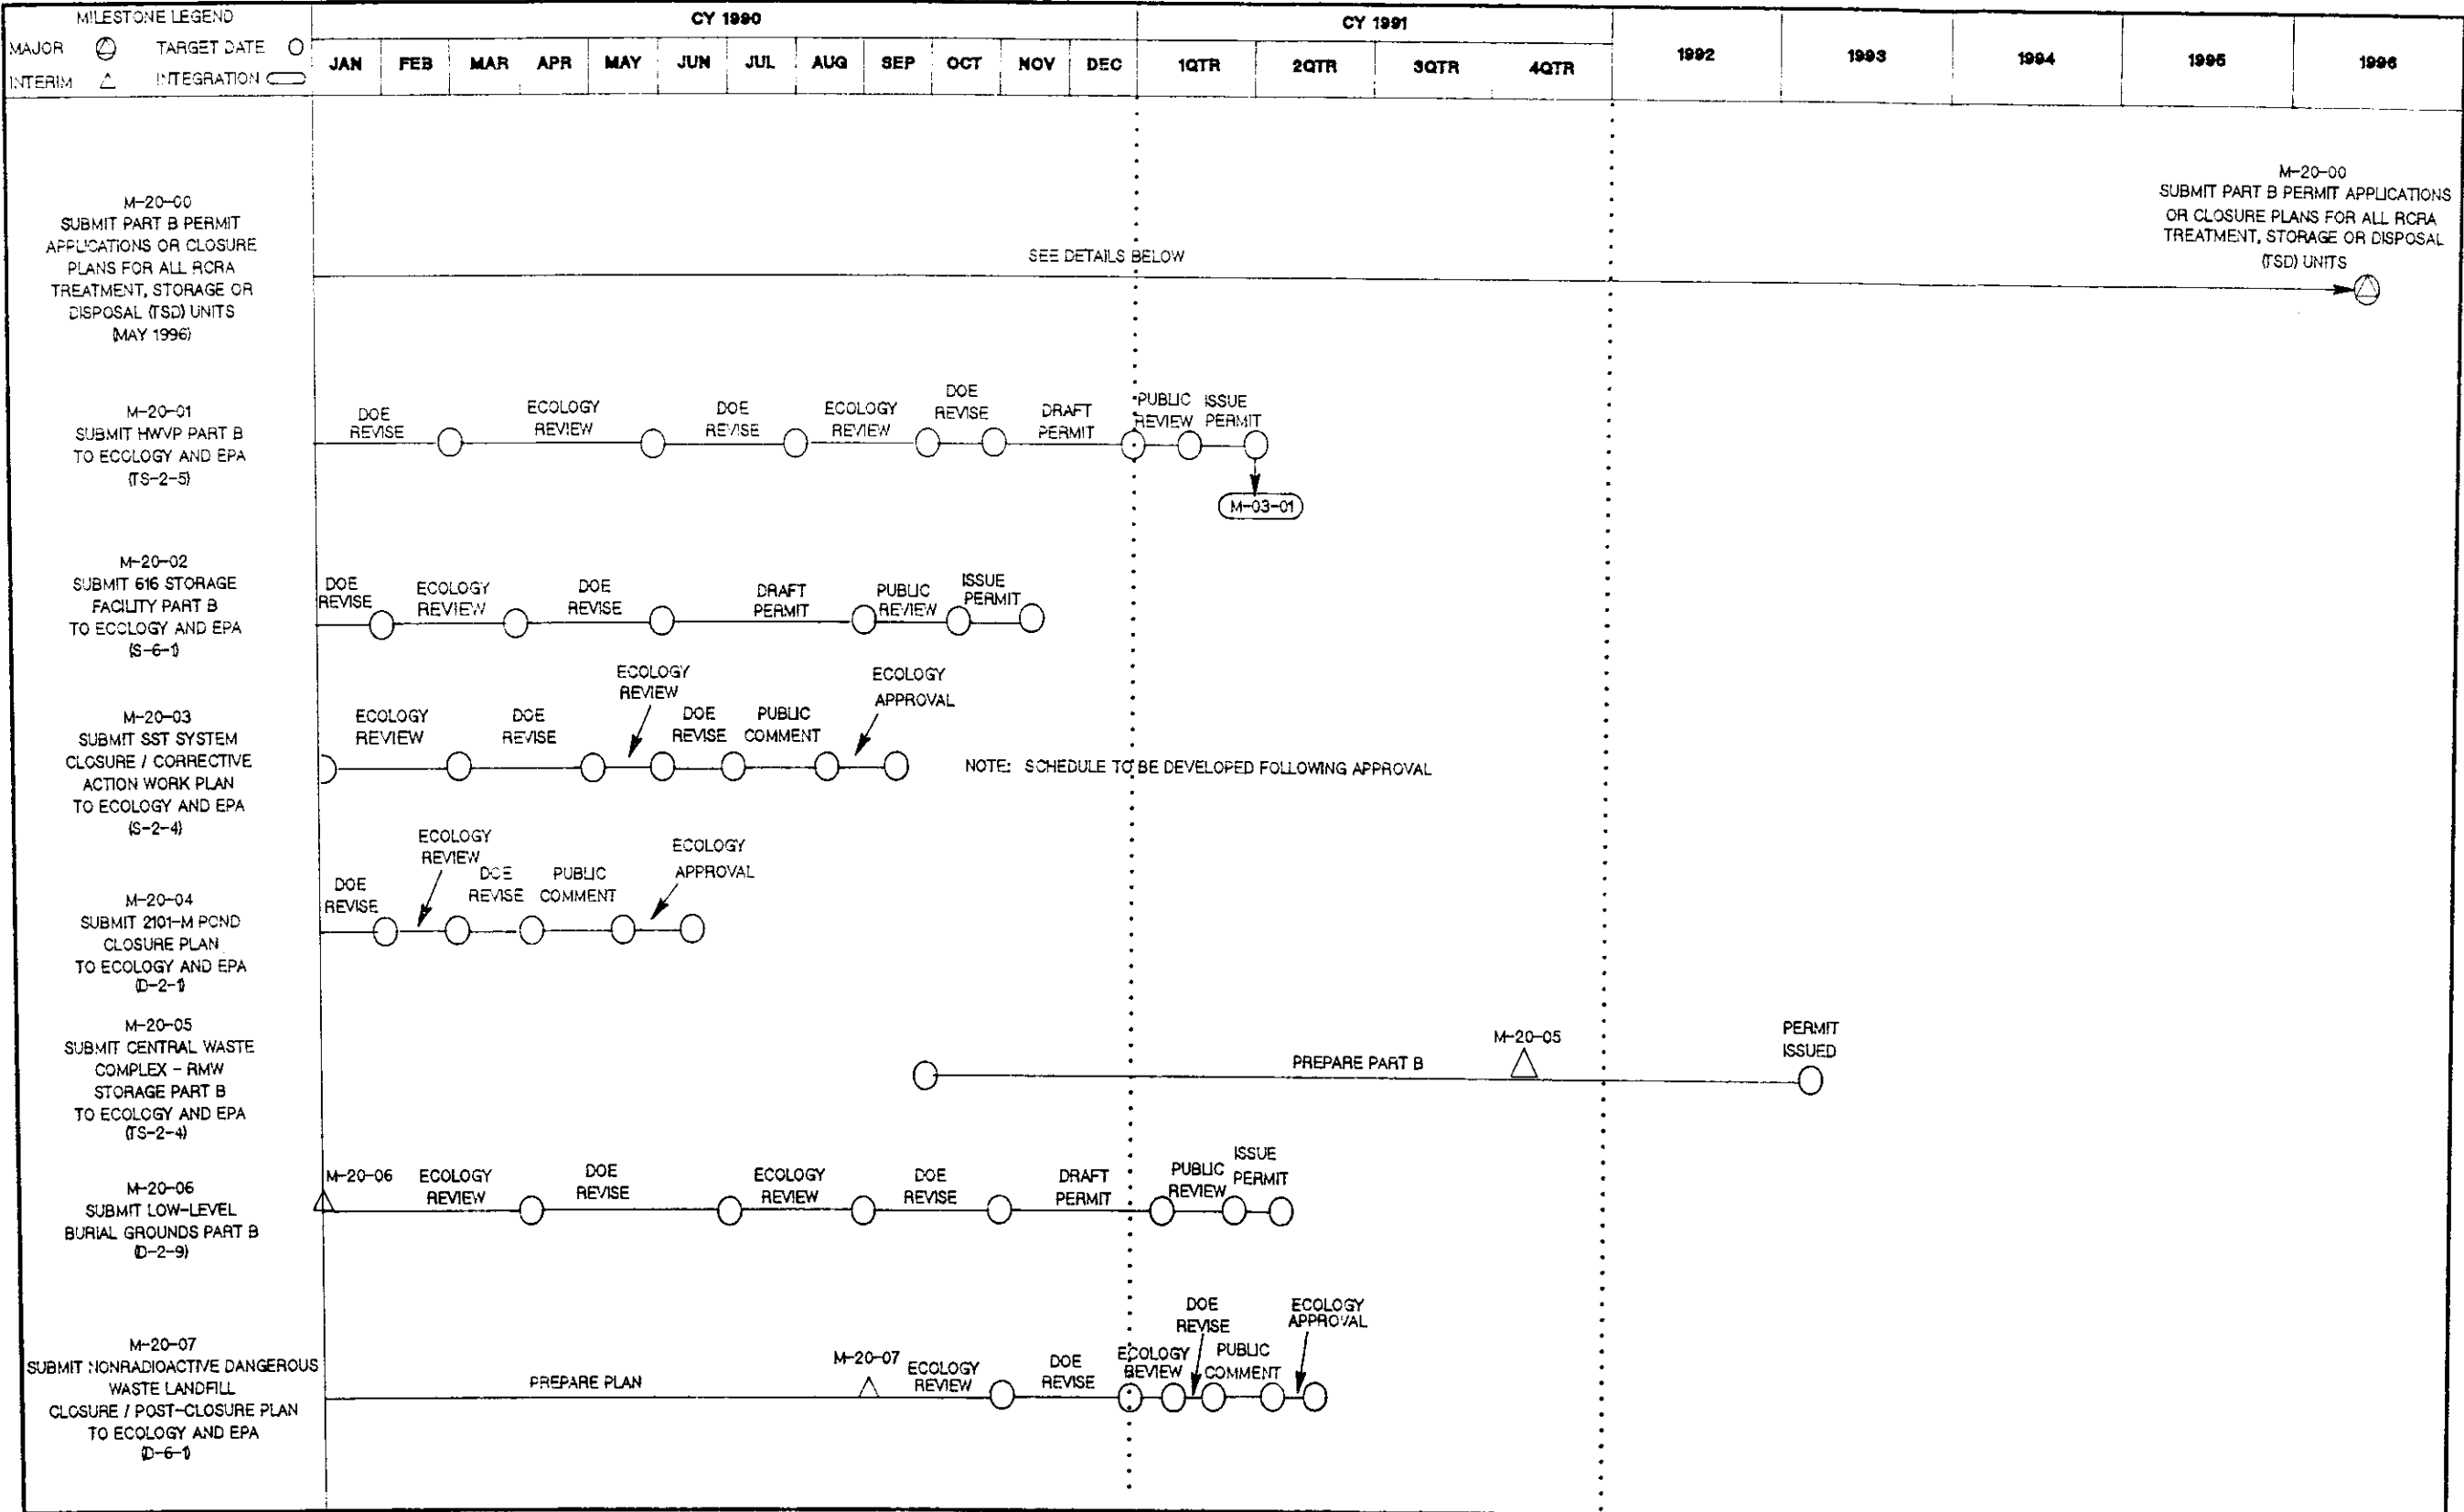 MILESTONE LEGEND
MAJOR TARGET DATE
INTERIM INTEGRATION
CY 1990
CY 1991
JAN FEB MAR APR MAY JUN JUL AUG SEP OCT NOV DEC
1QTR 2QTR 3QTR 4QTR
1992 1993 1994 1995 1996
M-20-00
SUBMIT PART B PERMIT
APPLICATIONS OR CLOSURE
PLANS FOR ALL RCRA
TREATMENT, STORAGE OR
DISPOSAL (TSD) UNITS
(MAY 1996)
SEE DETAILS BELOW
M-20-00
SUBMIT PART B PERMIT APPLICATIONS
OR CLOSURE PLANS FOR ALL RCRA
TREATMENT, STORAGE OR DISPOSAL
(TSD) UNITS
M-20-01
SUBMIT HWVP PART B
TO ECOLOGY AND EPA
(TS-2-5)
DOE
REVISE
ECOLOGY
REVIEW
DOE
REVISE
ECOLOGY
REVIEW
DOE
REVISE
DRAFT
PERMIT
PUBLIC
REVIEW
ISSUE
PERMIT
M-03-01
M-20-02
SUBMIT 616 STORAGE
FACILITY PART B
TO ECOLOGY AND EPA
(S-6-1)
DOE
REVISE
ECOLOGY
REVIEW
DOE
REVISE
DRAFT
PERMIT
PUBLIC
REVIEW
ISSUE
PERMIT
M-20-03
SUBMIT SST SYSTEM
CLOSURE / CORRECTIVE
ACTION WORK PLAN
TO ECOLOGY AND EPA
(S-2-4)
ECOLOGY
REVIEW
DOE
REVISE
ECOLOGY
REVIEW
DOE
REVISE
PUBLIC
COMMENT
ECOLOGY
APPROVAL
NOTE: SCHEDULE TO BE DEVELOPED FOLLOWING APPROVAL
M-20-04
SUBMIT 2101-M POND
CLOSURE PLAN
TO ECOLOGY AND EPA
(D-2-1)
DOE
REVISE
ECOLOGY
REVIEW
DOE
REVISE
PUBLIC
COMMENT
ECOLOGY
APPROVAL
M-20-05
SUBMIT CENTRAL WASTE
COMPLEX - RMW
STORAGE PART B
TO ECOLOGY AND EPA
(TS-2-4)
PREPARE PART B
M-20-05
PERMIT
ISSUED
M-20-06
SUBMIT LOW-LEVEL
BURIAL GROUNDS PART B
(D-2-9)
M-20-06
ECOLOGY
REVIEW
DOE
REVISE
ECOLOGY
REVIEW
DOE
REVISE
DRAFT
PERMIT
PUBLIC
REVIEW
ISSUE
PERMIT
M-20-07
SUBMIT NONRADIOACTIVE DANGEROUS
WASTE LANDFILL
CLOSURE / POST-CLOSURE PLAN
TO ECOLOGY AND EPA
(D-6-1)
PREPARE PLAN
M-20-07
ECOLOGY
REVIEW
DOE
REVISE
ECOLOGY
REVIEW
DOE
REVISE
PUBLIC
COMMENT
ECOLOGY
APPROVAL